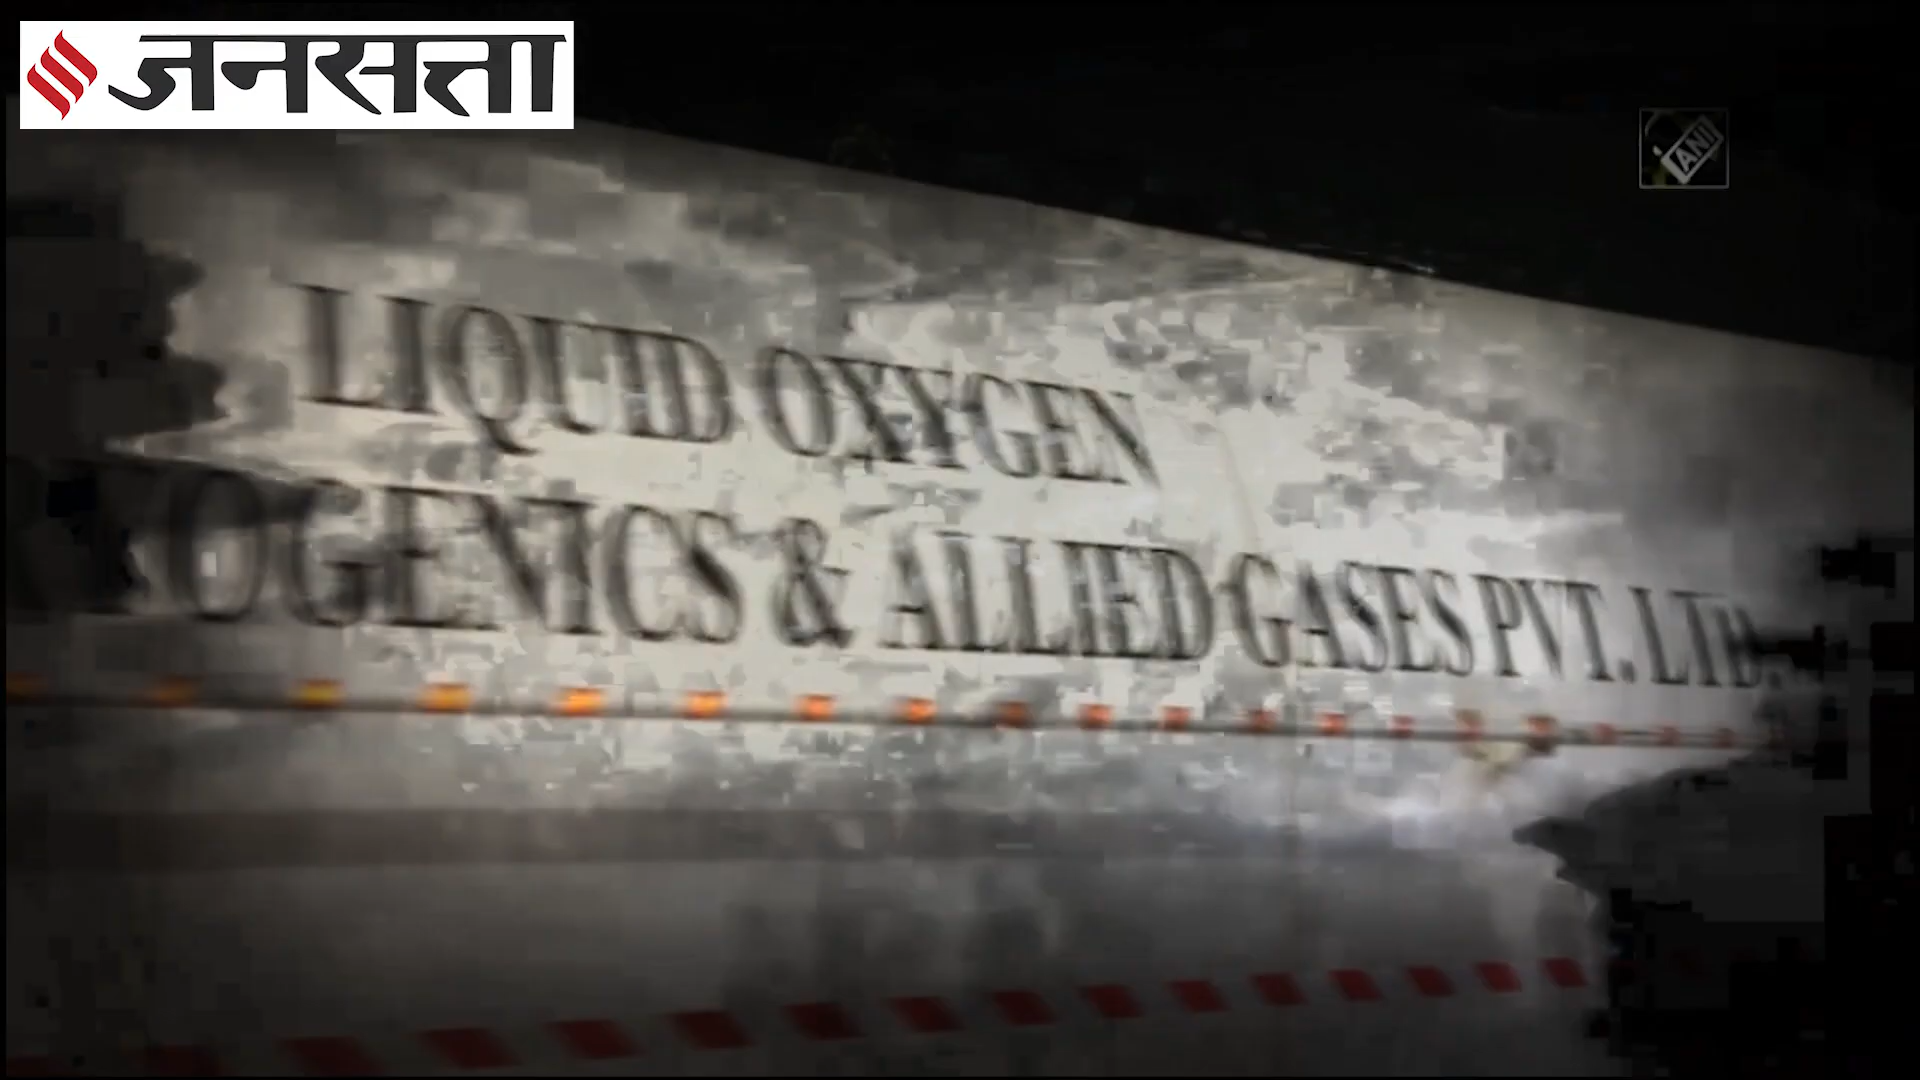 जनसत्ता
ANI
LIQUID OXYGEN
OGENICS & ALLIED GASES PVT. LTD.